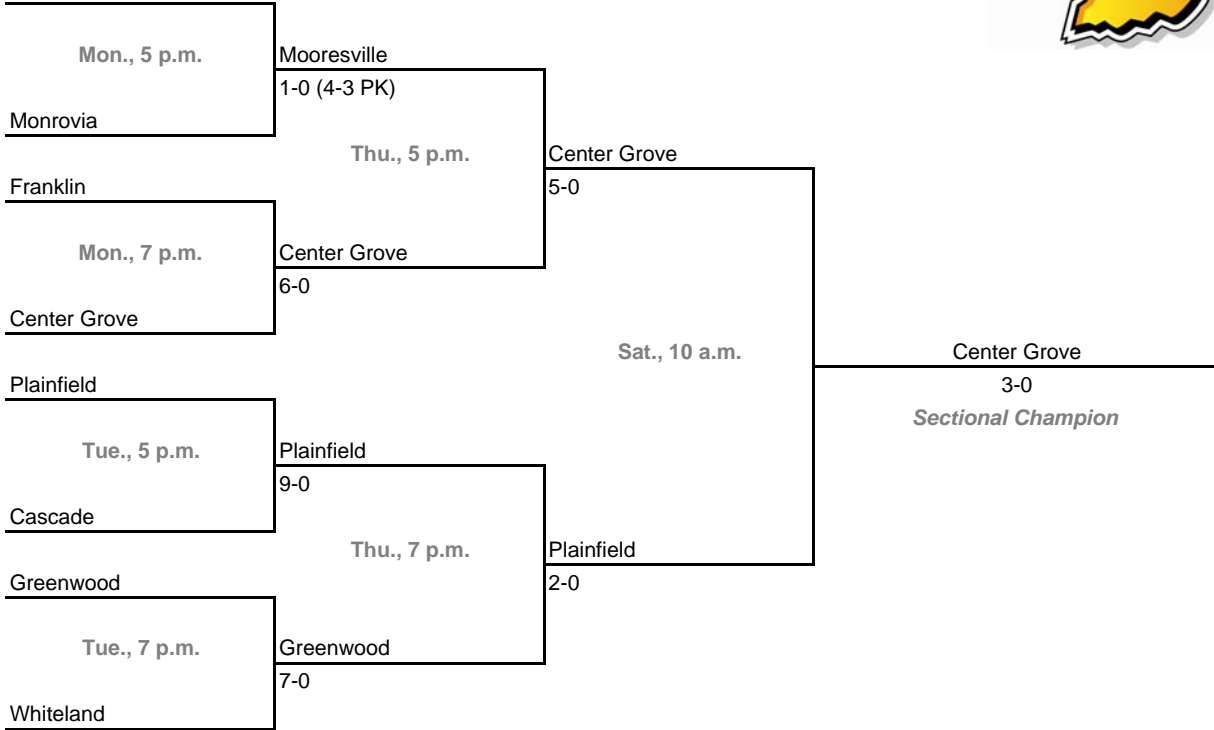 Mon., 5 p.m.
Mooresville
1-0 (4-3 PK)
Monrovia
Thu., 5 p.m.
Center Grove
5-0
Franklin
Mon., 7 p.m.
Center Grove
6-0
Center Grove
Sat., 10 a.m.
Center Grove
3-0
Sectional Champion
Plainfield
Tue., 5 p.m.
Plainfield
9-0
Cascade
Thu., 7 p.m.
Plainfield
2-0
Greenwood
Tue., 7 p.m.
Greenwood
7-0
Whiteland